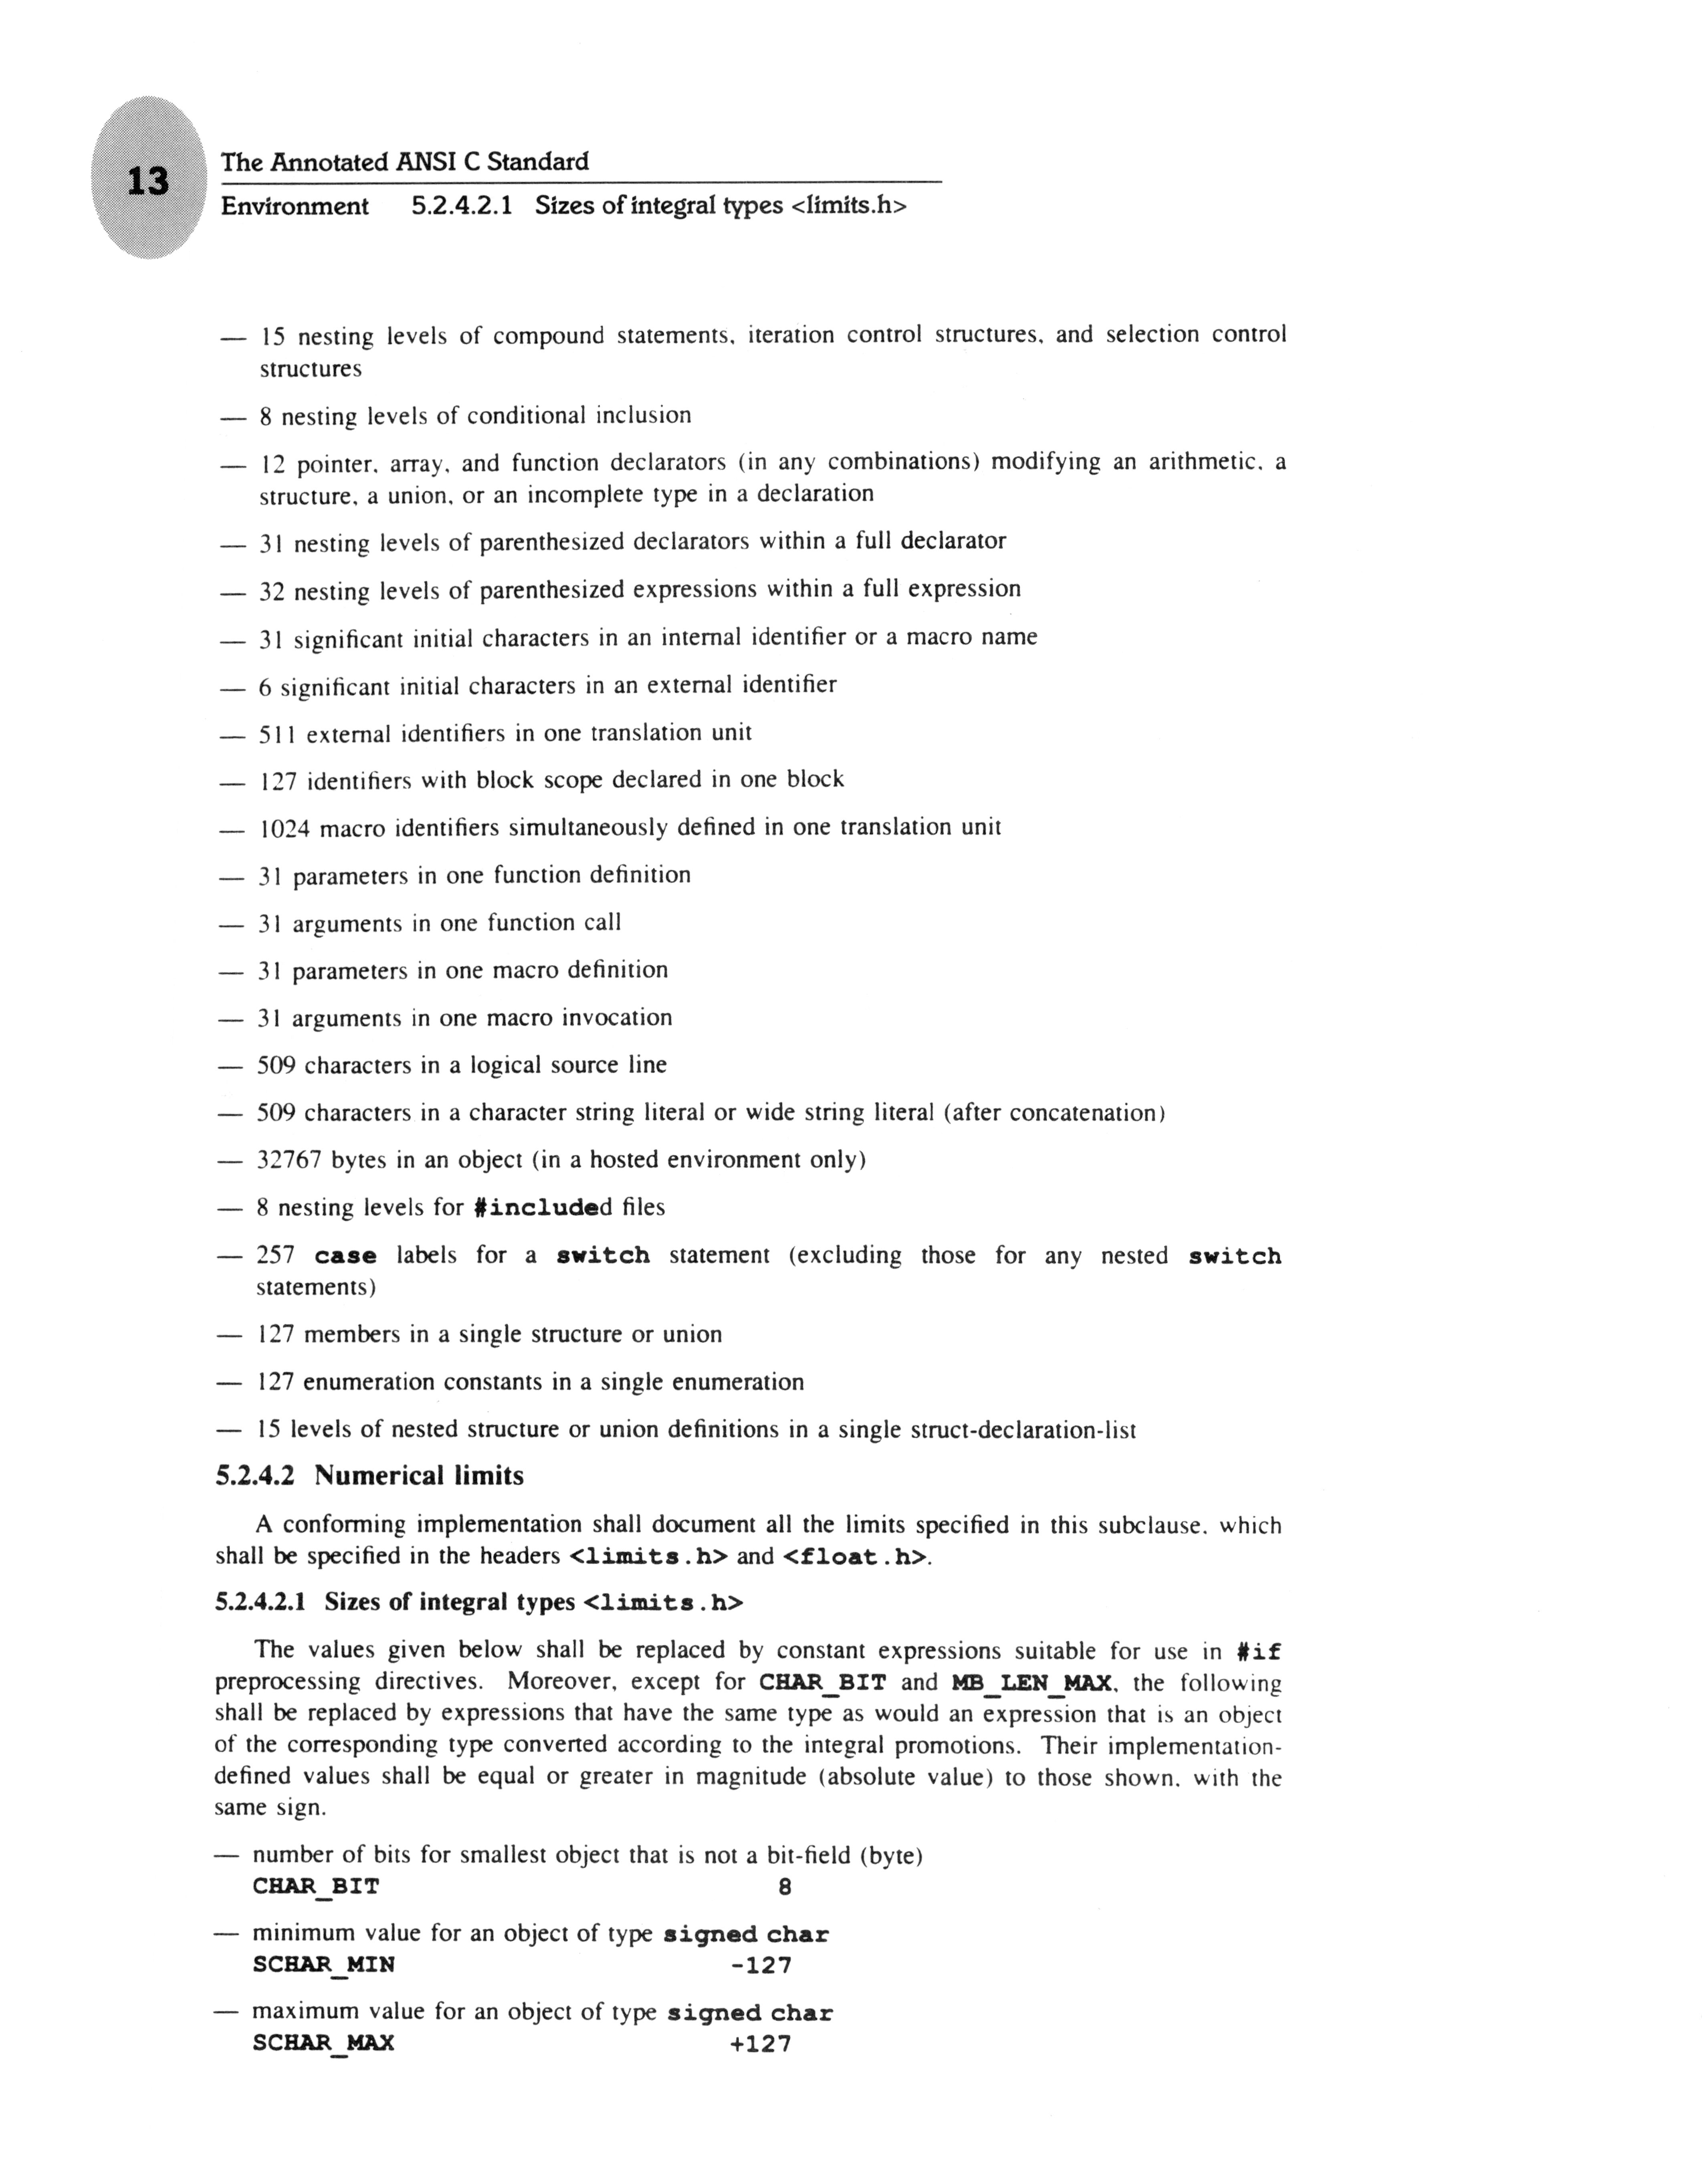 13
The Annotated ANSI C Standard
Environment 5.2.4.2.1 Sizes of integral types <limits.h>
— 15 nesting levels of compound statements, iteration control structures, and selection control
structures
— 8 nesting levels of conditional inclusion
— 12 pointer, array, and function declarators (in any combinations) modifying an arithmetic, a
structure, a union, or an incomplete type in a declaration
— 31 nesting levels of parenthesized declarators within a full declarator
— 32 nesting levels of parenthesized expressions within a full expression
— 31 significant initial characters in an internal identifier or a macro name
— 6 significant initial characters in an external identifier
— 511 external identifiers in one translation unit
— 127 identifiers with block scope declared in one block
— 1024 macro identifiers simultaneously defined in one translation unit
— 31 parameters in one function definition
— 31 arguments in one function call
— 31 parameters in one macro definition
— 31 arguments in one macro invocation
— 509 characters in a logical source line
— 509 characters in a character string literal or wide string literal (after concatenation)
— 32767 bytes in an object (in a hosted environment only)
— 8 nesting levels for #included files
— 257 case labels for a switch statement (excluding those for any nested switch
statements)
— 127 members in a single structure or union
— 127 enumeration constants in a single enumeration
— 15 levels of nested structure or union definitions in a single struct-declaration-list
5.2.4.2 Numerical limits
A conforming implementation shall document all the limits specified in this subclause, which
shall be specified in the headers <limits.h> and <float.h>.
5.2.4.2.1 Sizes of integral types <limits.h>
The values given below shall be replaced by constant expressions suitable for use in #if
preprocessing directives. Moreover, except for CHAR_BIT and MB_LEN_MAX, the following
shall be replaced by expressions that have the same type as would an expression that is an object
of the corresponding type converted according to the integral promotions. Their implementation-
defined values shall be equal or greater in magnitude (absolute value) to those shown, with the
same sign.
— number of bits for smallest object that is not a bit-field (byte)
CHAR_BIT 8
— minimum value for an object of type signed char
SCHAR_MIN -127
— maximum value for an object of type signed char
SCHAR_MAX +127